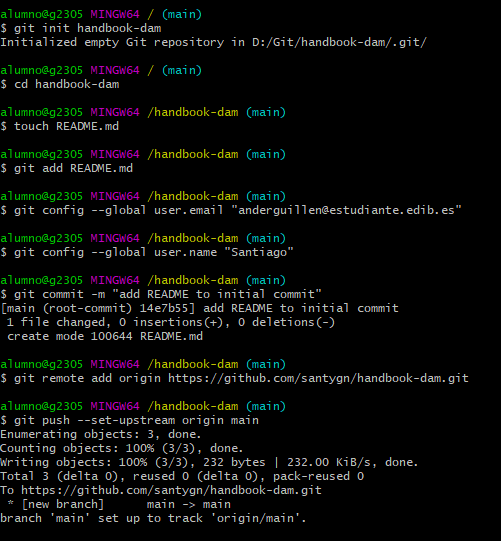 alumno@g2305 MINGW64 / (main)
$ git init handbook-dam
Initialized empty Git repository in D:/Git/handbook-dam/.git/
alumno@g2305 MINGW64 / (main)
$ cd handbook-dam
alumno@g2305 MINGW64 /handbook-dam (main)
$ touch README.md
alumno@g2305 MINGW64 /handbook-dam (main)
$ git add README.md
alumno@g2305 MINGW64 /handbook-dam (main)
$ git config --global user.email "anderguillen@estudiante.edib.es"
alumno@g2305 MINGW64 /handbook-dam (main)
$ git config --global user.name "Santiago"
alumno@g2305 MINGW64 /handbook-dam (main)
$ git commit -m "add README to initial commit"
[main (root-commit) 14e7b55] add README to initial commit
1 file changed, 0 insertions(+), 0 deletions(-)
create mode 100644 README.md
alumno@g2305 MINGW64 /handbook-dam (main)
$ git remote add origin https://github.com/santygn/handbook-dam.git
alumno@g2305 MINGW64 /handbook-dam (main)
$ git push --set-upstream origin main
Enumerating objects: 3, done.
Counting objects: 100% (3/3), done.
Writing objects: 100% (3/3), 232 bytes | 232.00 KiB/s, done.
Total 3 (delta 0), reused 0 (delta 0), pack-reused 0
To https://github.com/santygn/handbook-dam.git
* [new branch] main -> main
branch 'main' set up to track 'origin/main'.